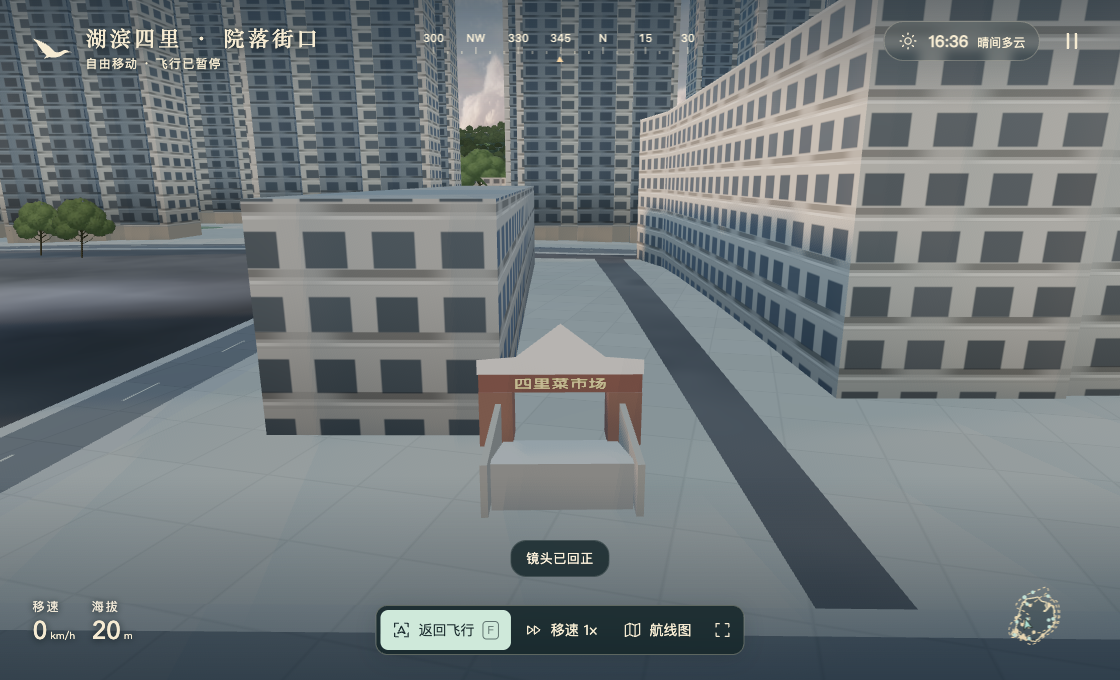 湖滨四里 · 院落街口
自由移动 · 飞行已暂停
300 NW 330 345 N 15 30
16:36 晴间多云
四里菜市场
镜头已回正
移速 海拔
0 km/h 20 m
返回飞行 F 移速 1× 航线图